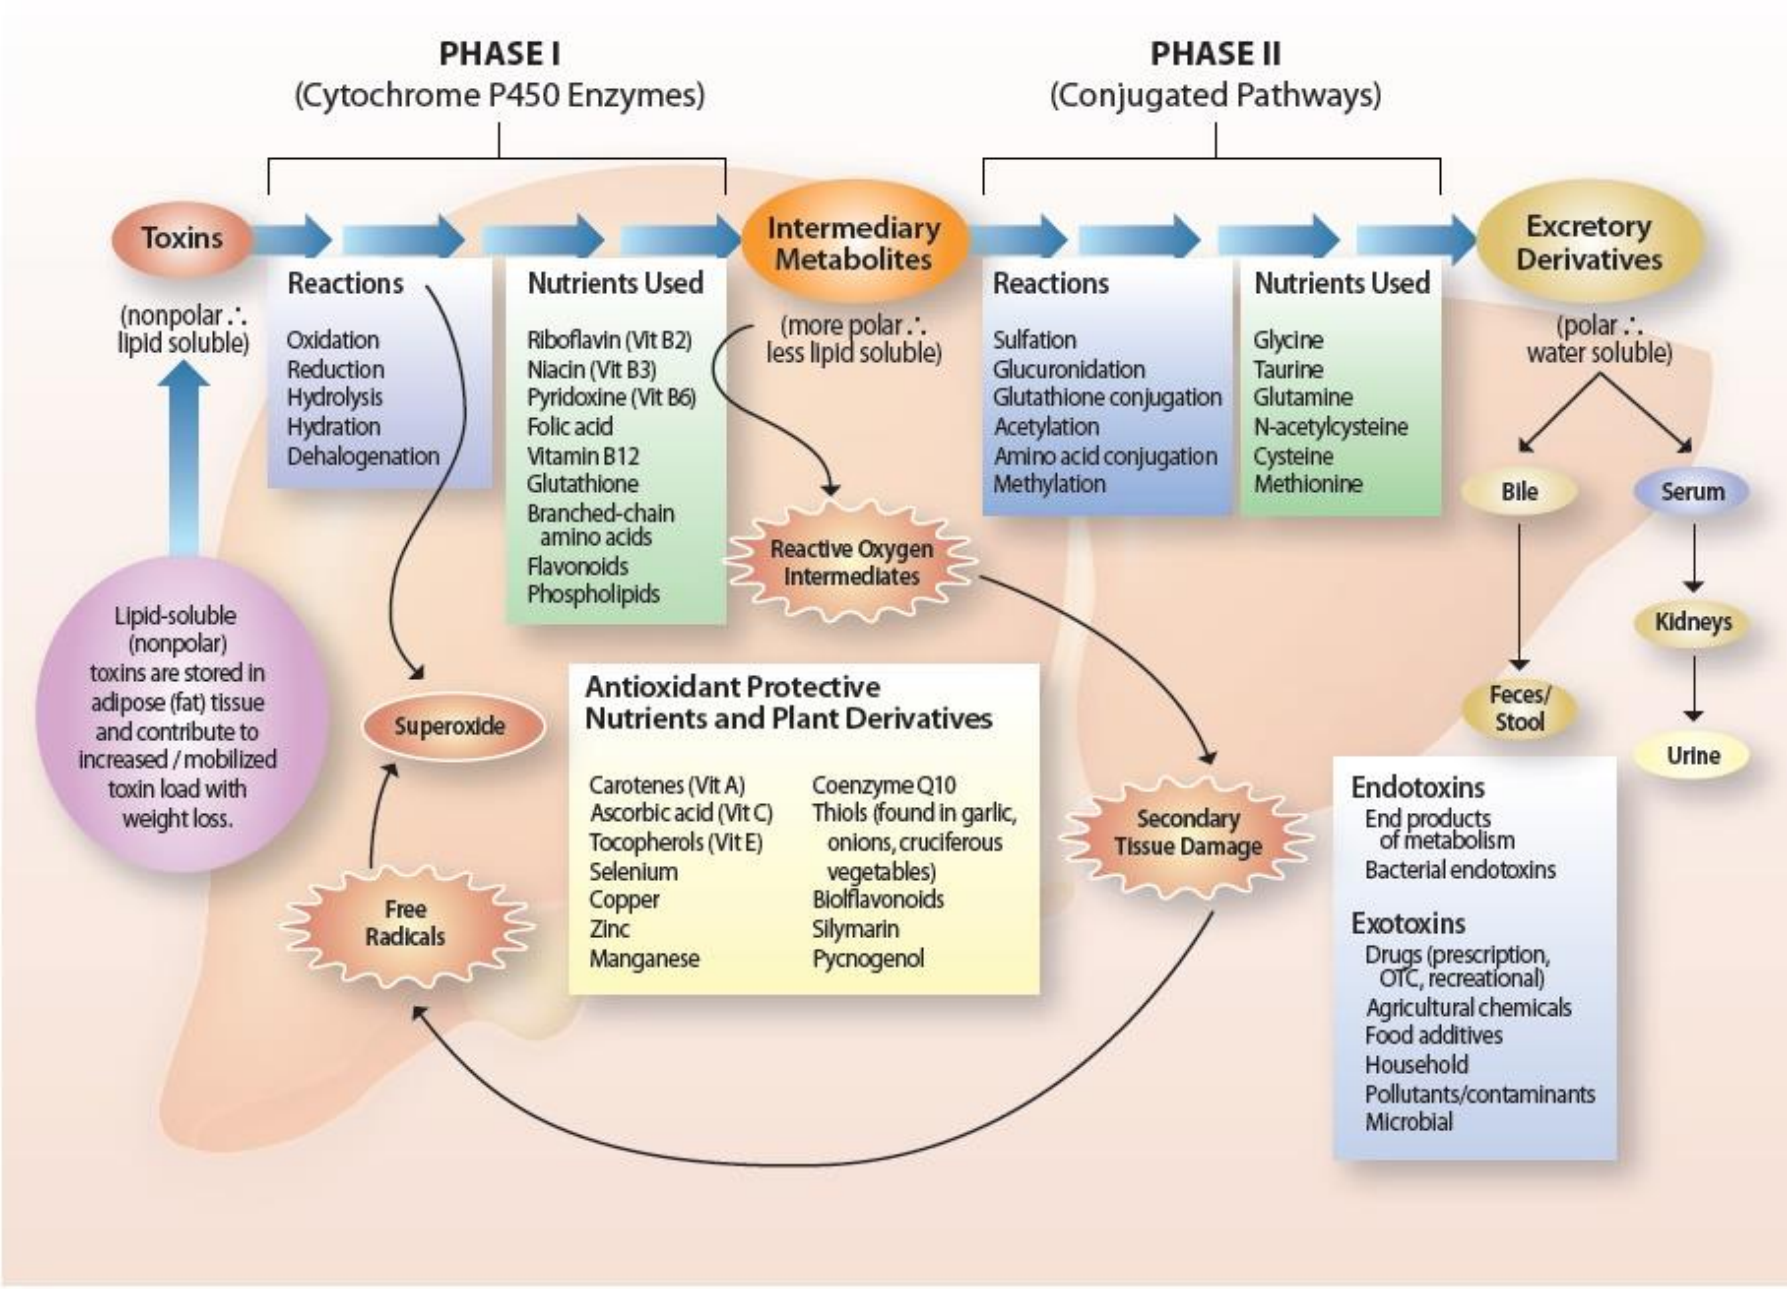 PHASE I
(Cytochrome P450 Enzymes)
PHASE II
(Conjugated Pathways)
Toxins
(nonpolar ∴
lipid soluble)
Reactions
Oxidation
Reduction
Hydrolysis
Hydration
Dehalogenation
Nutrients Used
Riboflavin (Vit B2)
Niacin (Vit B3)
Pyridoxine (Vit B6)
Folic acid
Vitamin B12
Glutathione
Branched-chain
amino acids
Flavonoids
Phospholipids
Intermediary
Metabolites
(more polar ∴
less lipid soluble)
Reactions
Sulfation
Glucuronidation
Glutathione conjugation
Acetylation
Amino acid conjugation
Methylation
Nutrients Used
Glycine
Taurine
Glutamine
N-acetylcysteine
Cysteine
Methionine
Excretory
Derivatives
(polar ∴
water soluble)
Bile
Serum
Kidneys
Feces/
Stool
Urine
Reactive Oxygen
Intermediates
Lipid-soluble
(nonpolar)
toxins are stored in
adipose (fat) tissue
and contribute to
increased / mobilized
toxin load with
weight loss.
Superoxide
Free
Radicals
Antioxidant Protective
Nutrients and Plant Derivatives
Carotenes (Vit A)
Ascorbic acid (Vit C)
Tocopherols (Vit E)
Selenium
Copper
Zinc
Manganese
Coenzyme Q10
Thiols (found in garlic,
onions, cruciferous
vegetables)
Biolflavonoids
Silymarin
Pycnogenol
Secondary
Tissue Damage
Endotoxins
End products
of metabolism
Bacterial endotoxins
Exotoxins
Drugs (prescription,
OTC, recreational)
Agricultural chemicals
Food additives
Household
Pollutants/contaminants
Microbial